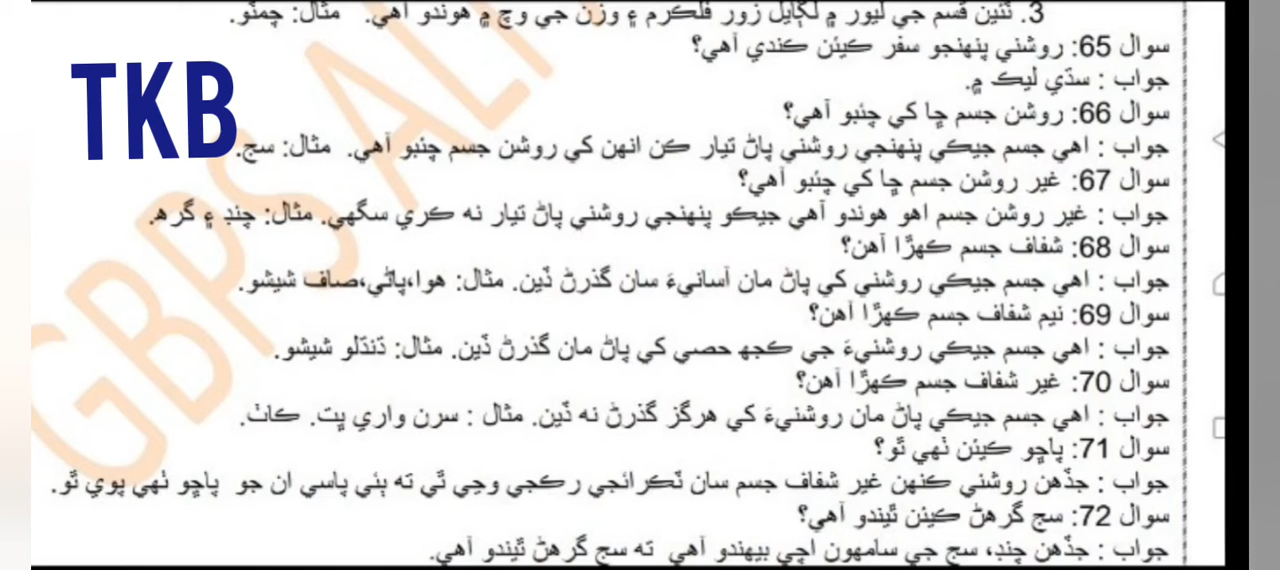 3. ٽئين قسم جي ليور ۾ لڳايل زور فلڪرم ۽ وزن جي وچ ۾ هوندو آهي. مثال: چمٽو.
سوال 65: روشني پنهنجو سفر ڪيئن ڪندي آهي؟
جواب : سڌي ليڪ ۾.
سوال 66: روشن جسم ڇا کي چئبو آهي؟
جواب : اهي جسم جيڪي پنهنجي روشني پاڻ تيار ڪن انهن کي روشن جسم چئبو آهي. مثال: سج.
سوال 67: غير روشن جسم ڇا کي چئبو آهي؟
جواب : غير روشن جسم اهو هوندو آهي جيڪو پنهنجي روشني پاڻ تيار نه ڪري سگهي. مثال: چنڊ ۽ گرھ.
سوال 68: شفاف جسم ڪهڙا آهن؟
جواب : اهي جسم جيڪي روشني کي پاڻ مان آسانيءَ سان گذرڻ ڏين. مثال: هوا،پاڻي،صاف شيشو.
سوال 69: نيم شفاف جسم ڪهڙا آهن؟
جواب : اهي جسم جيڪي روشنيءَ جي ڪجھ حصي کي پاڻ مان گذرڻ ڏين. مثال: ڌنڌلو شيشو.
سوال 70: غير شفاف جسم ڪهڙا آهن؟
جواب : اهي جسم جيڪي پاڻ مان روشنيءَ کي هرگز گذرڻ نه ڏين. مثال : سرن واري ڀت. ڪاٺ.
سوال 71: پاڇو ڪيئن ٺهي ٿو؟
جواب : جڏهن روشني ڪنهن غير شفاف جسم سان ٽڪرائجي رڪجي وڃي ٿي ته ٻئي پاسي ان جو پاڇو ٺهي پوي ٿو.
سوال 72: سج گرهڻ ڪيئن ٿيندو آهي؟
جواب : جڏهن چنڊ، سج جي سامهون اچي بيهندو آهي ته سج گرهڻ ٿيندو آهي.
TKB
GBPS ALI